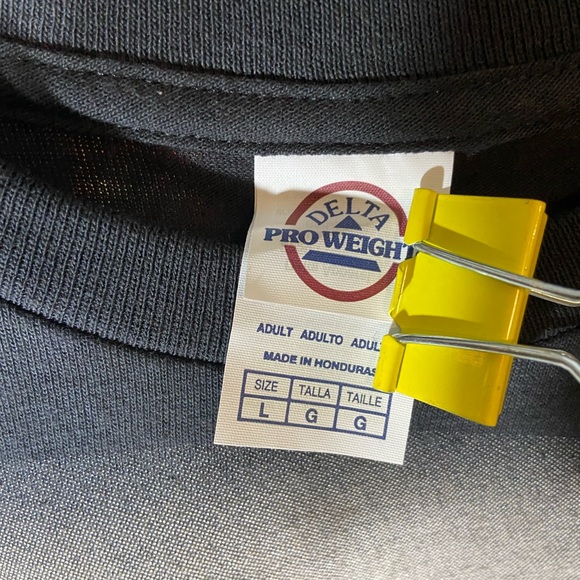 DELTA
PRO WEIGHT
ADULT ADULTO
MADE IN HONDURAS
SIZE TALLA TAILLE
L G G